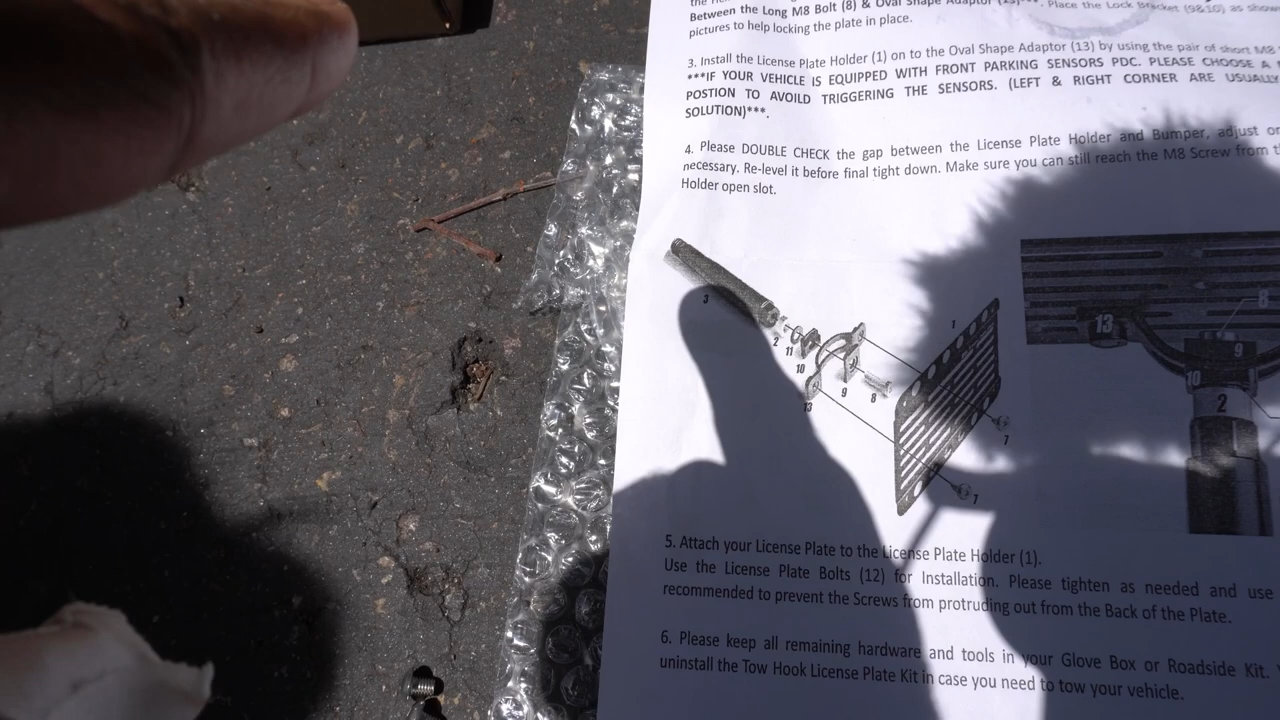 Between the Long M8 Bolt (8) & Oval Shape Adaptor (13)***. Place the Lock Bracket (9&10) as show
pictures to help locking the plate in place.
3. Install the License Plate Holder (1) on to the Oval Shape Adaptor (13) by using the pair of short M8
***IF YOUR VEHICLE IS EQUIPPED WITH FRONT PARKING SENSORS PDC. PLEASE CHOOSE A
POSTION TO AVOILD TRIGGERING THE SENSORS. (LEFT & RIGHT CORNER ARE USUALLY
SOLUTION)***.
4. Please DOUBLE CHECK the gap between the License Plate Holder and Bumper, adjust or
necessary. Re-level it before final tight down. Make sure you can still reach the M8 Screw from t
Holder open slot.
3
2
11
10
13
9
8
1
7
7
13
8
9
10
2
5. Attach your License Plate to the License Plate Holder (1).
Use the License Plate Bolts (12) for Installation. Please tighten as needed and use
recommended to prevent the Screws from protruding out from the Back of the Plate.
6. Please keep all remaining hardware and tools in your Glove Box or Roadside Kit.
uninstall the Tow Hook License Plate Kit in case you need to tow your vehicle.